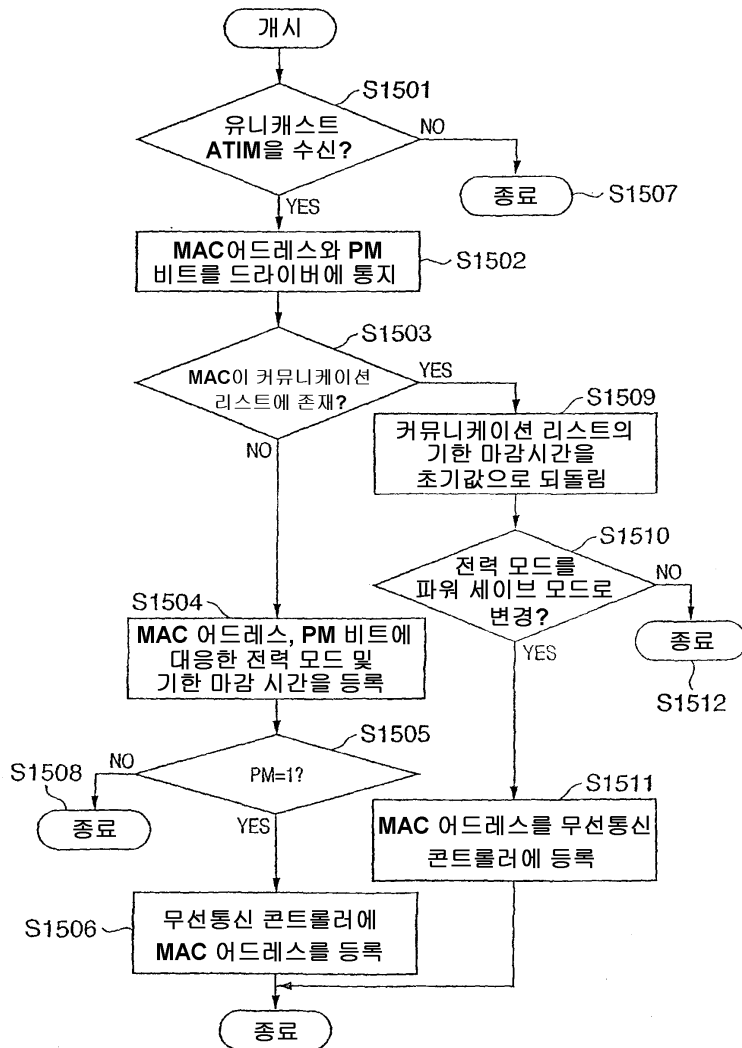 개시
S1501
유니캐스트
ATIM을 수신?
NO
종료
S1507
YES
MAC어드레스와 PM
비트를 드라이버에 통지
S1502
S1503
MAC이 커뮤니케이션
리스트에 존재?
YES
NO
S1509
커뮤니케이션 리스트의
기한 마감시간을
초기값으로 되돌림
S1510
전력 모드를
파워 세이브 모드로
변경?
NO
종료
S1512
YES
S1504
MAC 어드레스, PM 비트에
대응한 전력 모드 및
기한 마감 시간을 등록
S1505
PM=1?
NO
S1508
종료
YES
S1511
MAC 어드레스를 무선통신
콘트롤러에 등록
S1506
무선통신 콘트롤러에
MAC 어드레스를 등록
종료